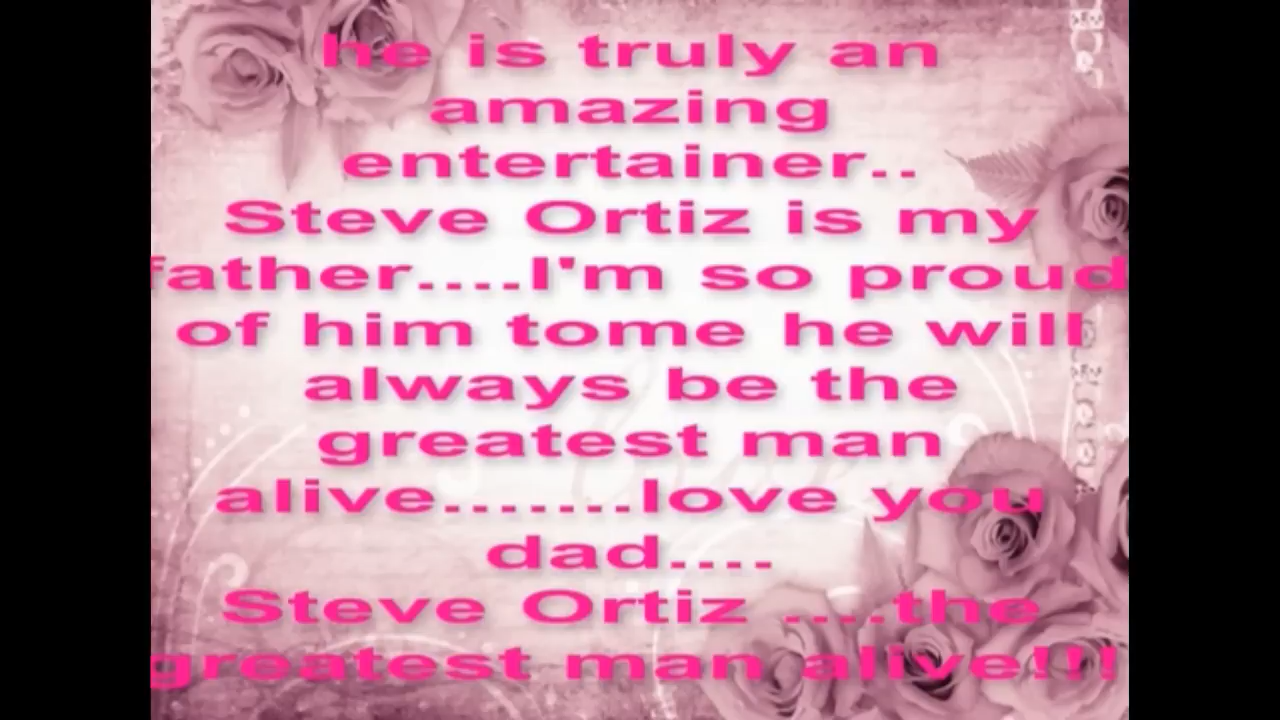 he is truly an
amazing
entertainer..
Steve Ortiz is my
father....I'm so proud
of him tome he will
always be the
greatest man
alive.......love you
dad....
Steve Ortiz ....the
greatest man alive!!!